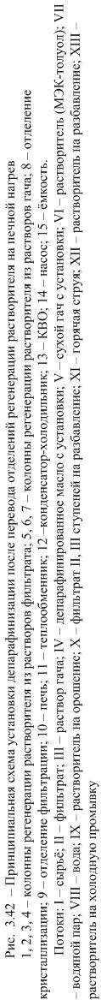 Рис. 3.42 – Принципиальная схема установки депарафинизации после перевода отделений регенерации растворителя на печной нагрев
1, 2, 3, 4 – колонны регенерации растворителя из растворов фильтрата; 5, 6, 7 – колонны регенерации растворителя из растворов гача; 8 – отделение
кристаллизации; 9 – отделение фильтрации; 10 – печь; 11 – теплообменник; 12 –конденсатор-холодильник; 13 – КВО; 14 – насос; 15 – ёмкость.
Потоки: I – сырьё; II – фильтрат; III – раствор гача; IV – депарафинированное масло с установки; V – сухой гач с установки; VI – растворитель (МЭК-толуол); VII
– водяной пар; VIII – вода; IX – растворитель на орошение; X – фильтрат II, III ступеней на разбавление; XI – горячая струя; XII – растворитель на разбавление; XIII –
растворитель на холодную промывку